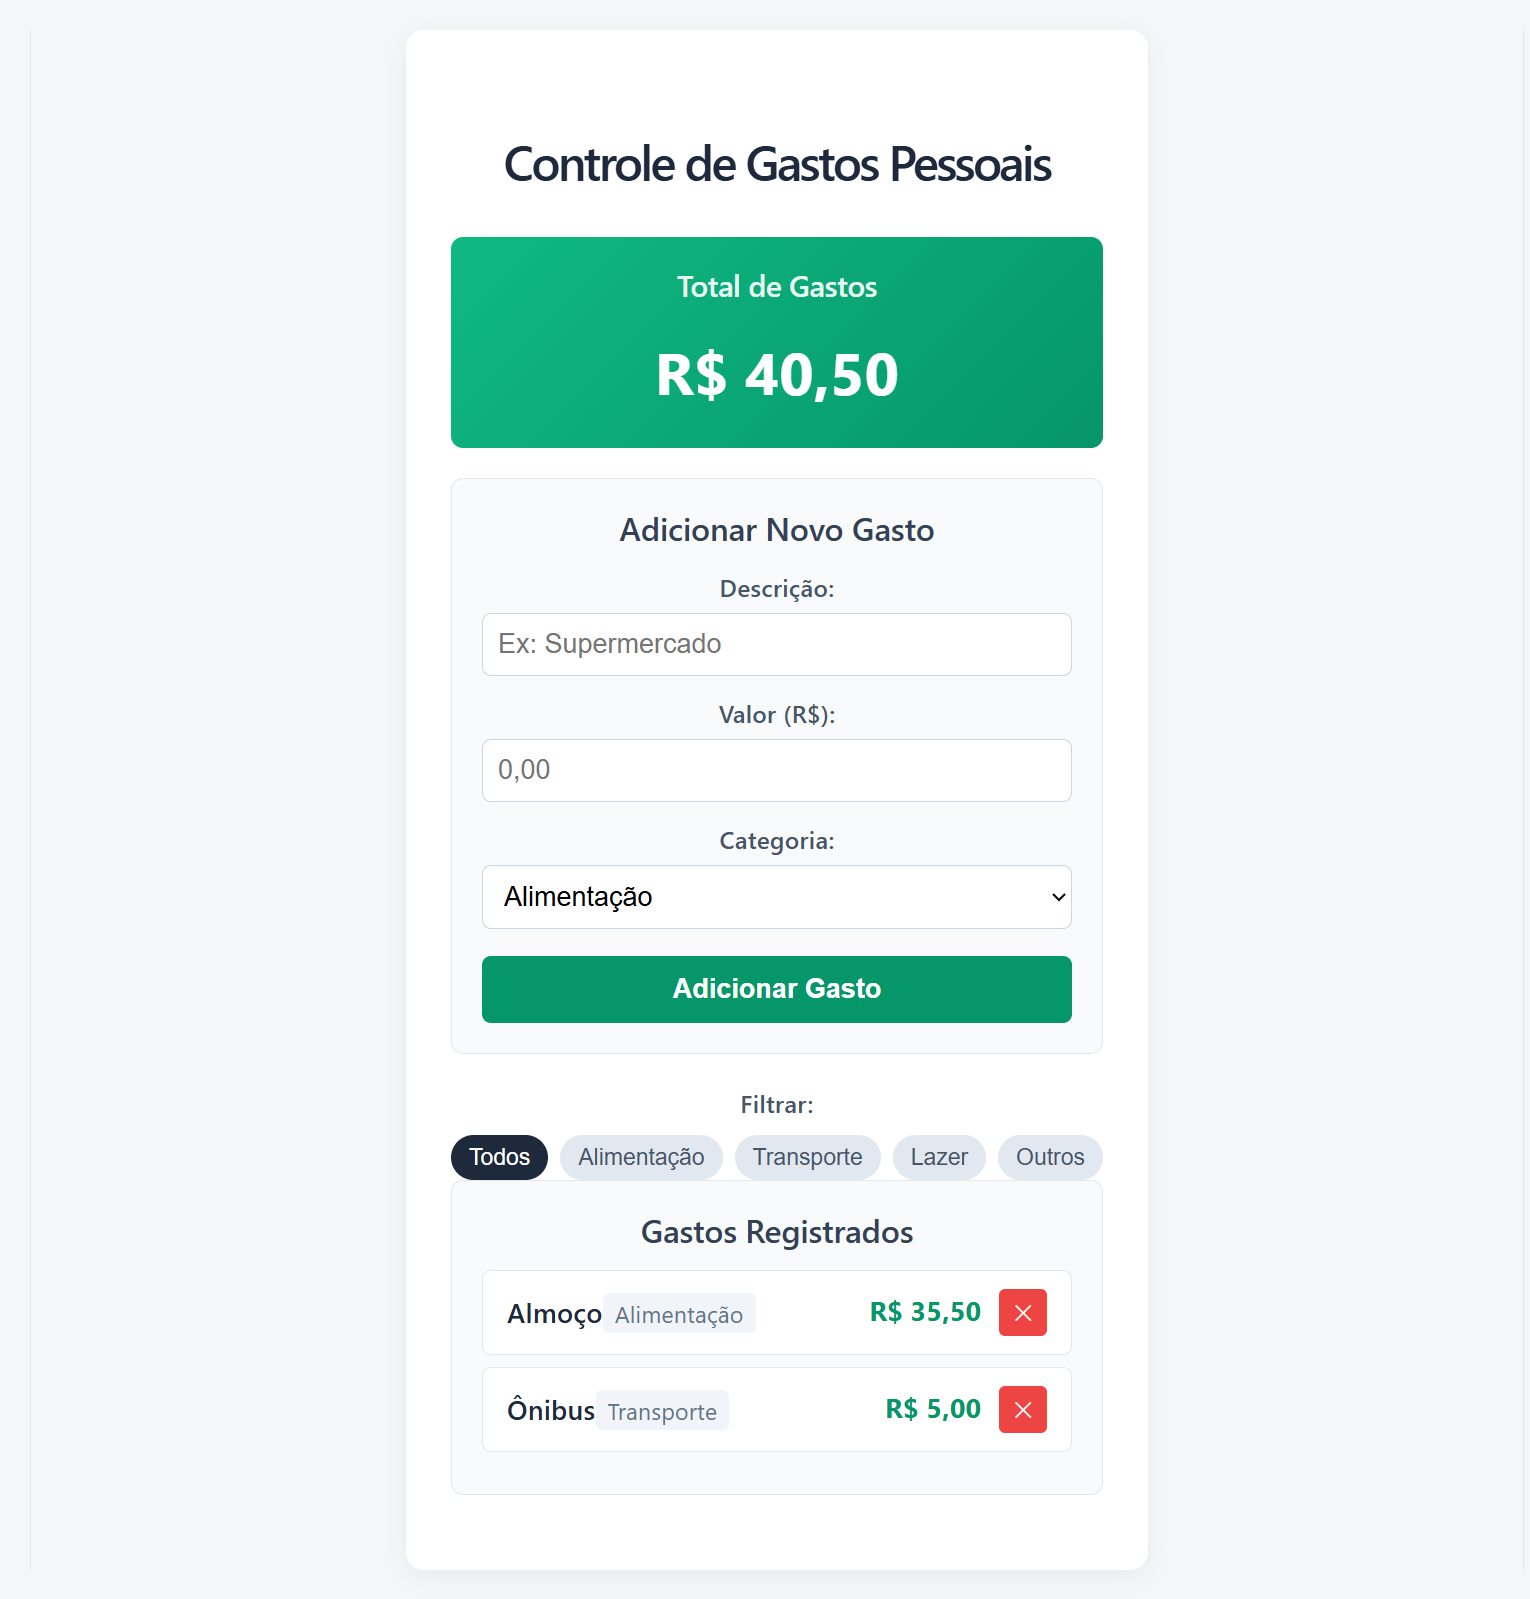 Controle de Gastos Pessoais
Total de Gastos
R$ 40,50
Adicionar Novo Gasto
Descrição:
Ex: Supermercado
Valor (R$):
0,00
Categoria:
Alimentação
Adicionar Gasto
Filtrar:
Todos Alimentação Transporte Lazer Outros
Gastos Registrados
Almoço Alimentação R$ 35,50
Ônibus Transporte R$ 5,00